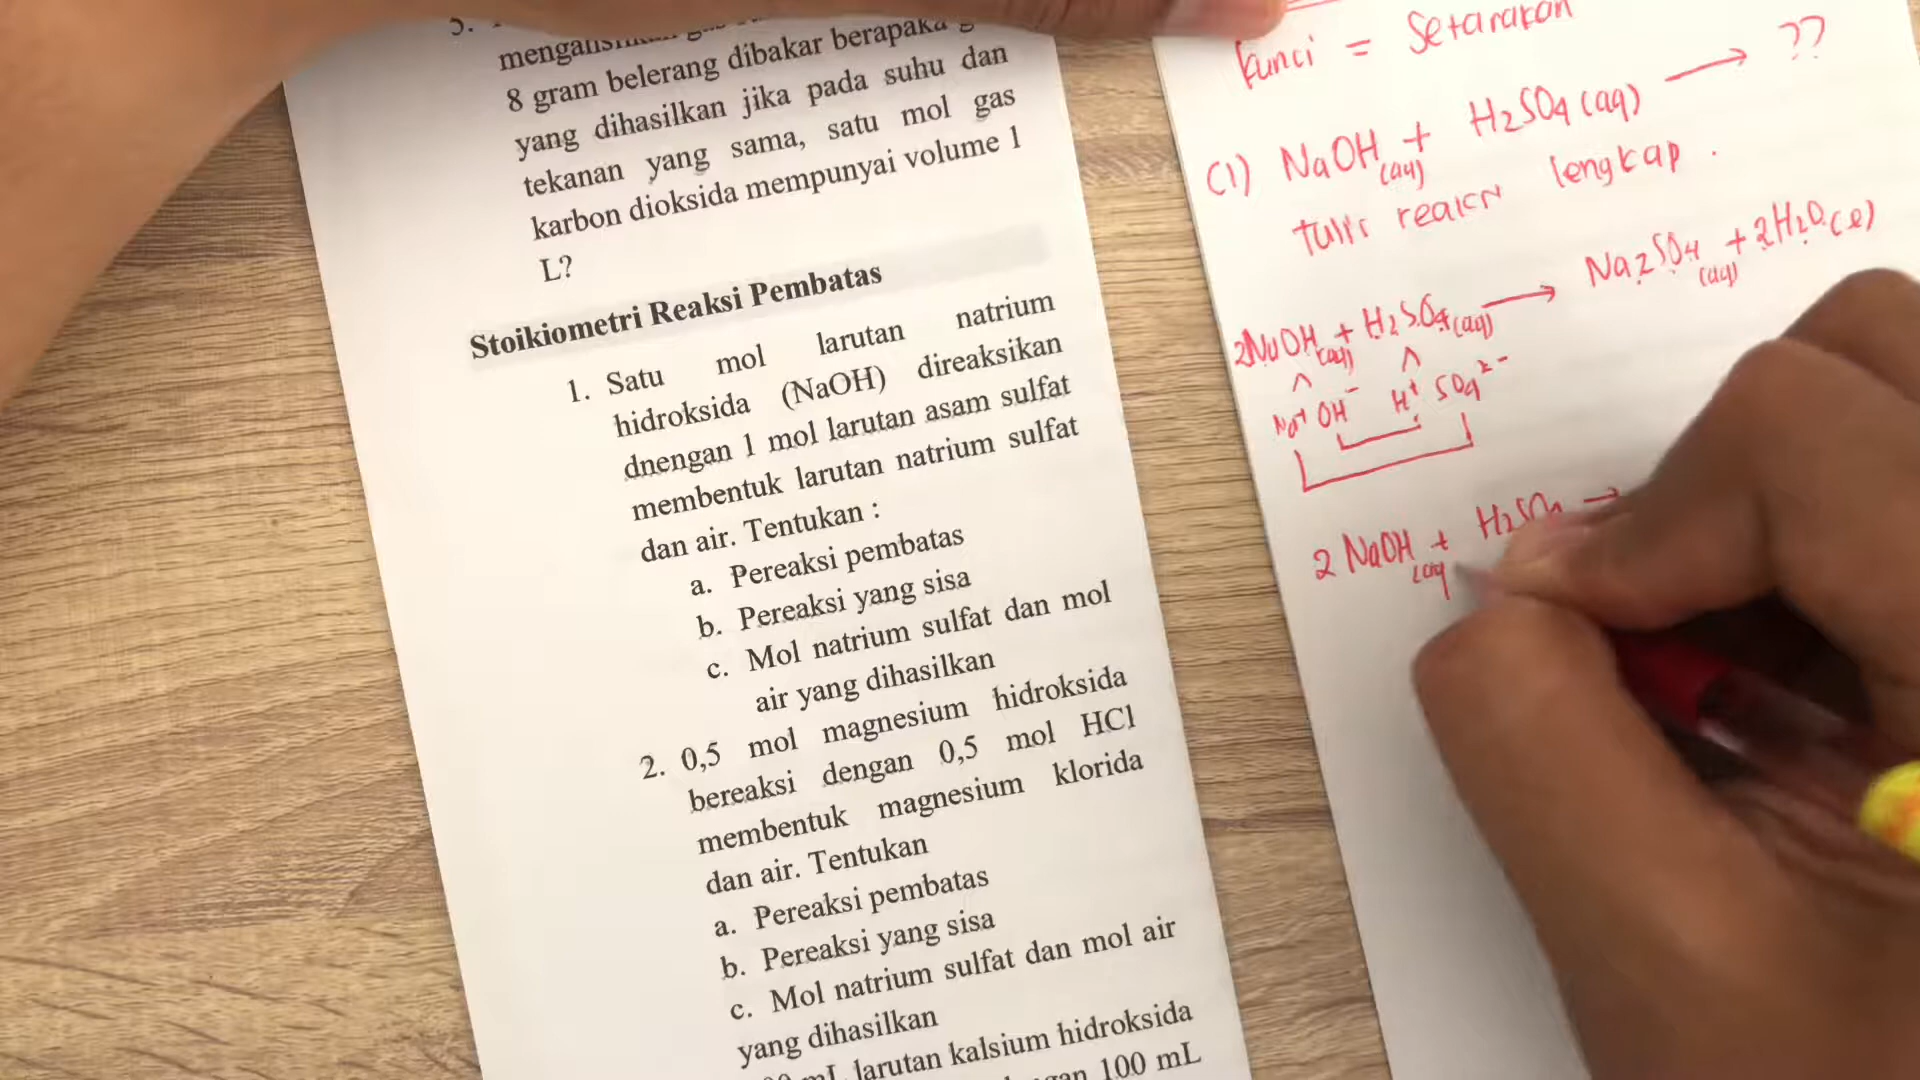 5.
8 gram belerang dibakar berapaka
yang dihasilkan jika pada suhu dan
tekanan yang sama, satu mol gas
karbon dioksida mempunyai volume 1
L?
Stoikiometri Reaksi Pembatas
1. Satu mol larutan natrium
hidroksida (NaOH) direaksikan
dnengan 1 mol larutan asam sulfat
membentuk larutan natrium sulfat
dan air. Tentukan :
a. Pereaksi pembatas
b. Pereaksi yang sisa
c. Mol natrium sulfat dan mol
air yang dihasilkan
2. 0,5 mol magnesium hidroksida
bereaksi dengan 0,5 mol HCl
membentuk magnesium klorida
dan air. Tentukan
a. Pereaksi pembatas
b. Pereaksi yang sisa
c. Mol natrium sulfat dan mol air
yang dihasilkan
larutan kalsium hidroksida
100 mL
kunci = Setarakan
(1) NaOH (aq) + H2SO4 (aq) → ??
tulis reaksi lengkap .
2NaOH (aq) + H2SO4 (aq) → Na2SO4 (aq) + 2H2O (l)
Na+ OH- H+ SO4 2-
2 NaOH (aq + H2SO4 →